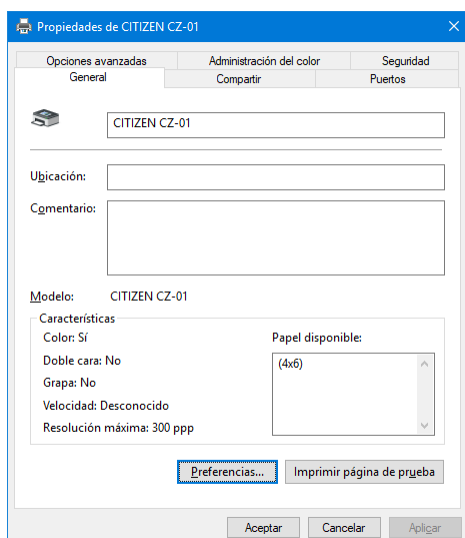 Propiedades de CITIZEN CZ-01
Opciones avanzadas Administración del color Seguridad
General Compartir Puertos
CITIZEN CZ-01
Ubicación:
Comentario:
Modelo: CITIZEN CZ-01
Características
Color: Sí Papel disponible:
Doble cara: No (4x6)
Grapa: No
Velocidad: Desconocido
Resolución máxima: 300 ppp
Preferencias... Imprimir página de prueba
Aceptar Cancelar Aplicar